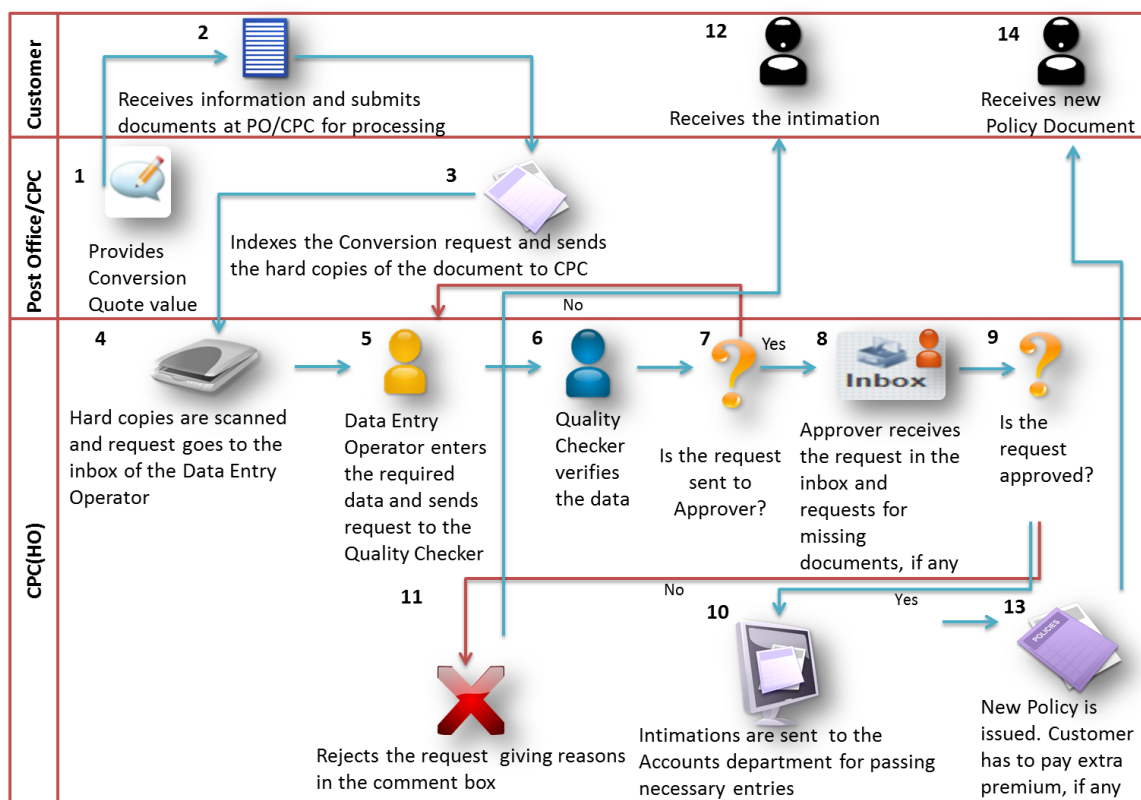 Customer
2
Receives information and submits
documents at PO/CPC for processing
12
Receives the intimation
14
Receives new
Policy Document
Post Office/CPC
1
Provides
Conversion
Quote value
3
Indexes the Conversion request and sends
the hard copies of the document to CPC
No
CPC(HO)
4
Hard copies are scanned
and request goes to the
inbox of the Data Entry
Operator
5
Data Entry
Operator enters
the required
data and sends
request to the
Quality Checker
6
Quality
Checker
verifies
the data
7
Is the request
sent to
Approver?
Yes
8
Inbox
Approver receives
the request in the
inbox and
requests for
missing
documents, if any
9
Is the
request
approved?
No
Yes
11
Rejects the request giving reasons
in the comment box
10
Intimations are sent to the
Accounts department for passing
necessary entries
13
POLICIES
New Policy is
issued. Customer
has to pay extra
premium, if any